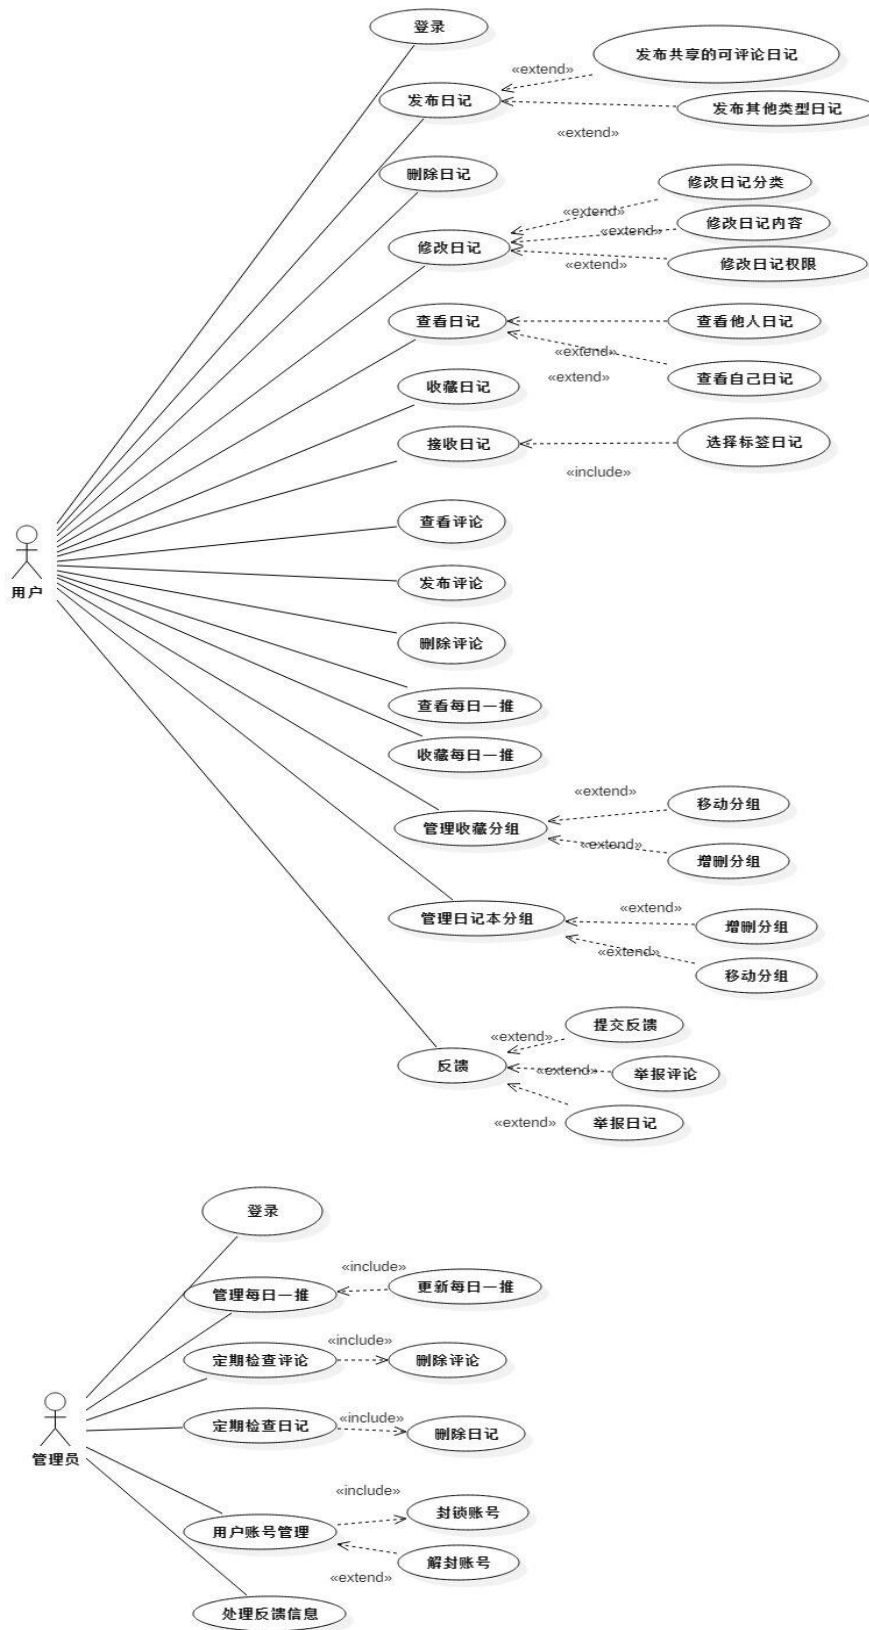 登录
发布日记
«extend»
发布共享的可评论日记
发布其他类型日记
«extend»
删除日记
修改日记
«extend»
修改日记分类
«extend»
修改日记内容
«extend»
修改日记权限
查看日记
查看他人日记
«extend»
«extend»
查看自己日记
收藏日记
接收日记
选择标签日记
«include»
查看评论
用户
发布评论
删除评论
查看每日一推
收藏每日一推
管理收藏分组
«extend»
移动分组
«extend»
增删分组
管理日记本分组
«extend»
增删分组
«extend»
移动分组
反馈
«extend»
提交反馈
«extend»
举报评论
«extend»
举报日记
登录
管理每日一推
«include»
更新每日一推
定期检查评论
«include»
删除评论
管理员
定期检查日记
«include»
删除日记
用户账号管理
«include»
封锁账号
«extend»
解封账号
处理反馈信息